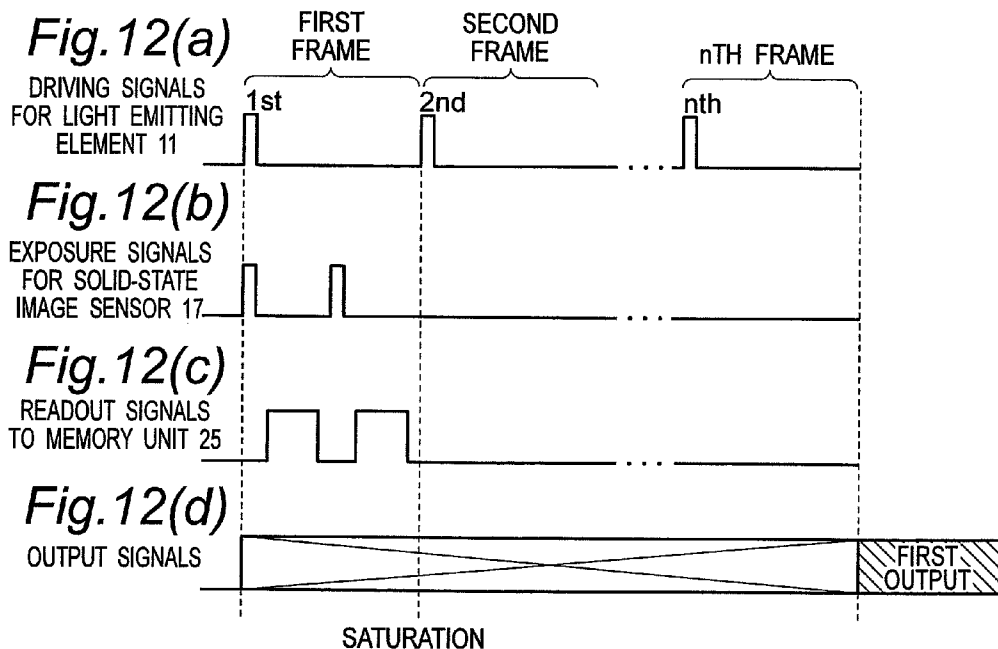 Fig.12(a)
FIRST
FRAME
SECOND
FRAME
nTH FRAME
DRIVING SIGNALS
FOR LIGHT EMITTING
ELEMENT 11
1st
2nd
nth
...
Fig.12(b)
EXPOSURE SIGNALS
FOR SOLID-STATE
IMAGE SENSOR 17
...
Fig.12(c)
READOUT SIGNALS
TO MEMORY UNIT 25
...
Fig.12(d)
OUTPUT SIGNALS
FIRST
OUTPUT
SATURATION